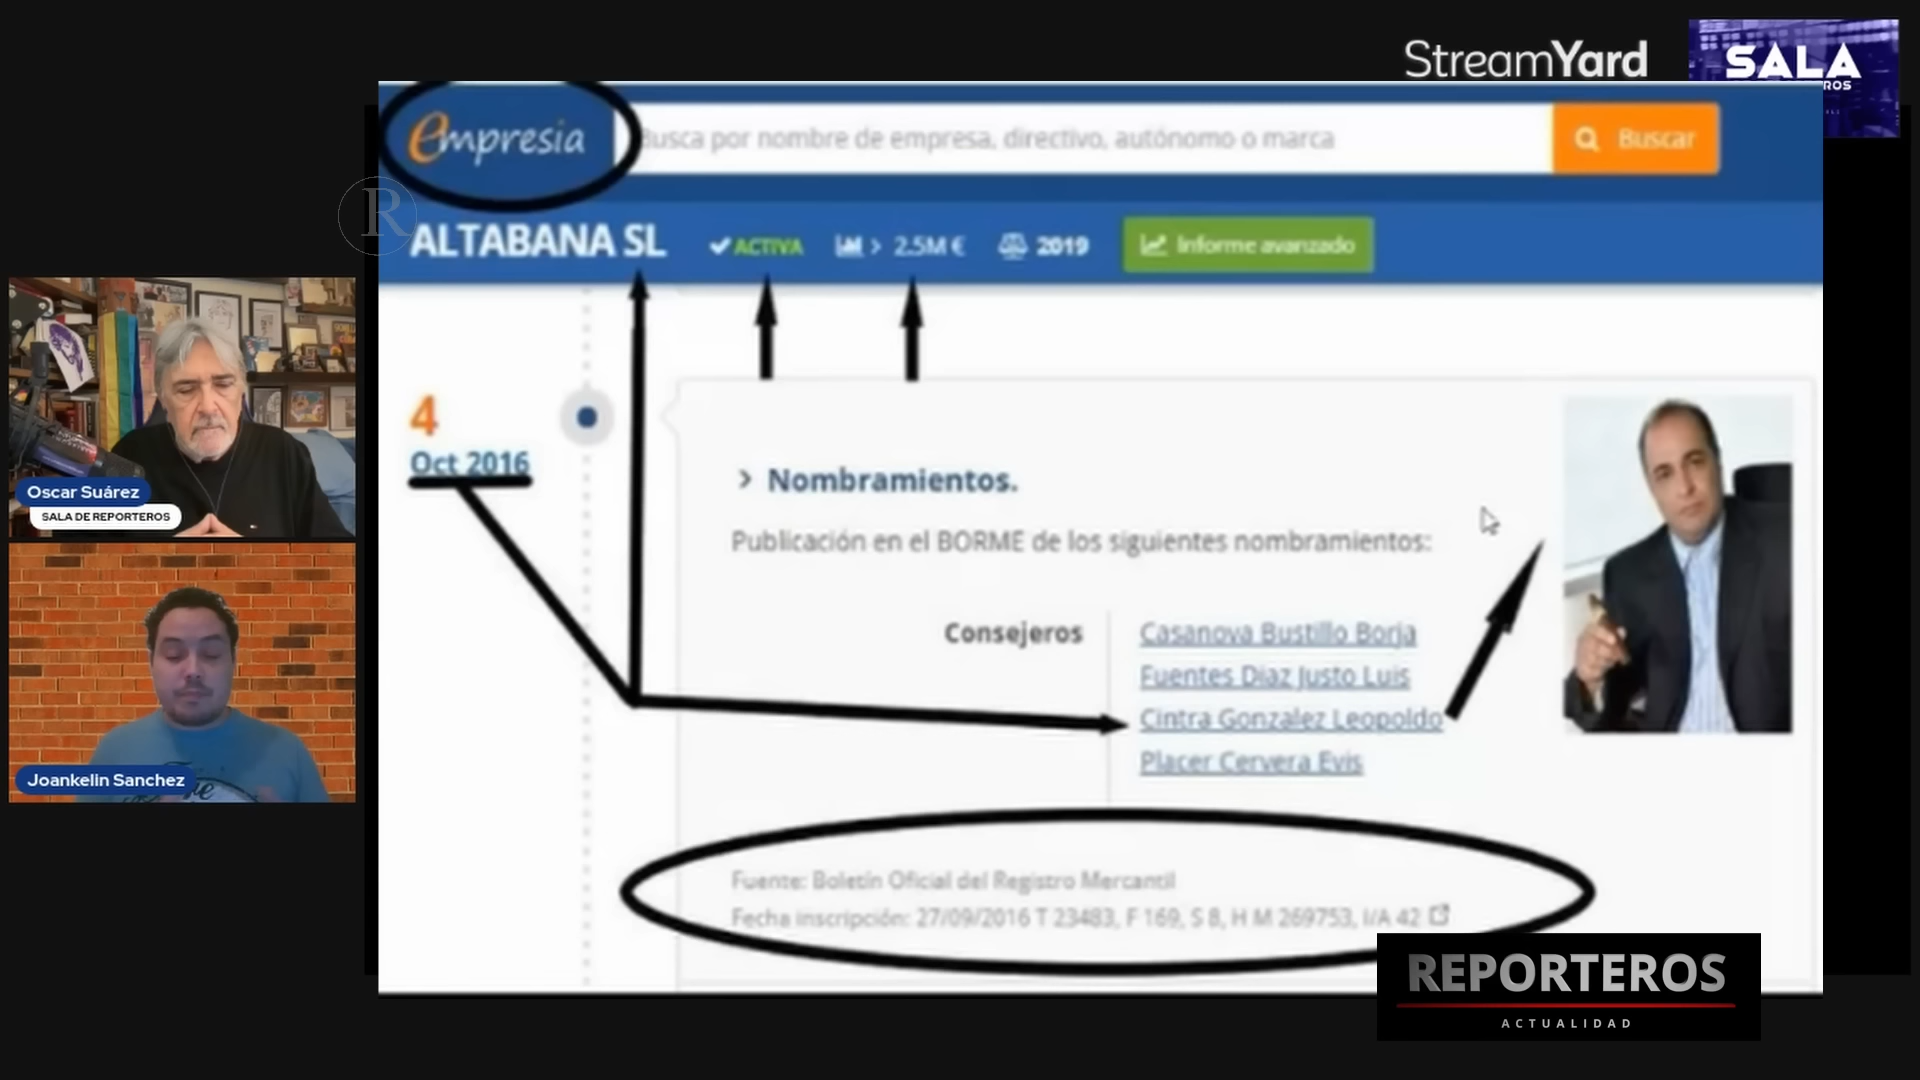 StreamYard
SALA
ROS
empresia
Busca por nombre de empresa, directivo, autónomo o marca
Buscar
R
ALTABANA SL
ACTIVA
> 2.5M €
2019
Informe avanzado
4
Oct 2016
> Nombramientos.
Publicación en el BORME de los siguientes nombramientos:
Consejeros
Casanova Bustillo Borja
Fuentes Diaz Justo Luis
Cintra Gonzalez Leopoldo
Placer Cervera Evis
Fuente: Boletín Oficial del Registro Mercantil
Fecha inscripción: 27/09/2016 T 23483, F 169, S 8, H M 269753, I/A 42
Oscar Suárez
SALA DE REPORTEROS
Joankelin Sanchez
REPORTEROS
ACTUALIDAD